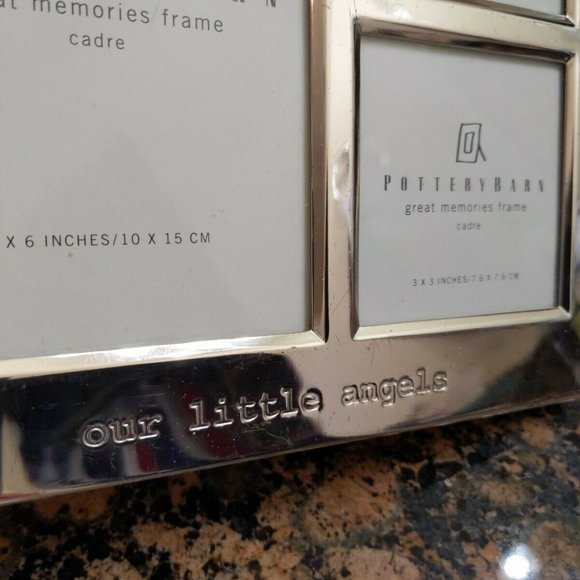 great memories frame
cadre
X 6 INCHES/10 X 15 CM
POTTERYBARN
great memories frame
cadre
3 X 3 INCHES/7.6 X 7.6 CM
our little angels